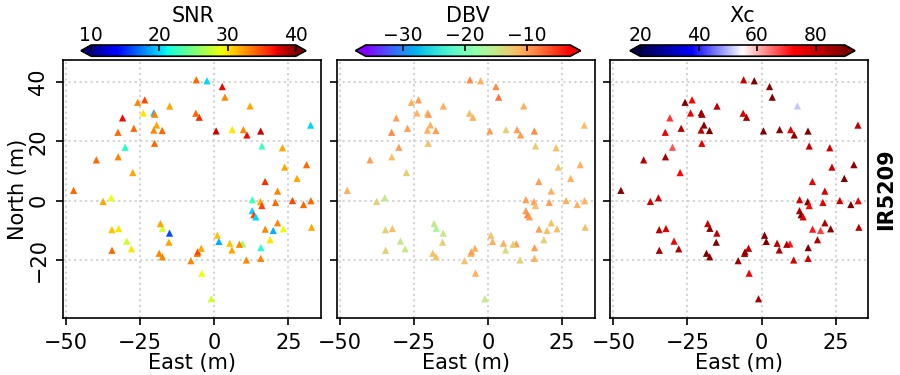 SNR DBV Xc
10 20 30 40 −30 −20 −10 20 40 60 80
40
20
0
−20
North (m)
−50 −25 0 25 −50 −25 0 25 −50 −25 0 25
East (m) East (m) East (m)
IR5209